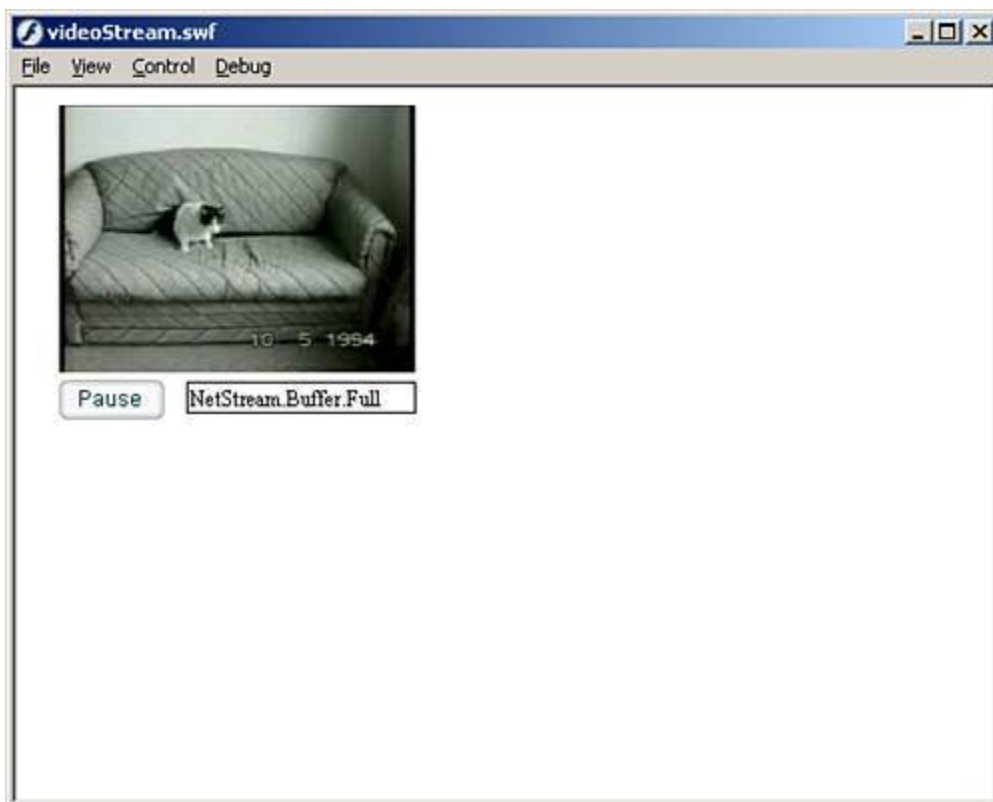 videoStream.swf
File View Control Debug
10 5 1994
Pause
NetStream.Buffer.Full